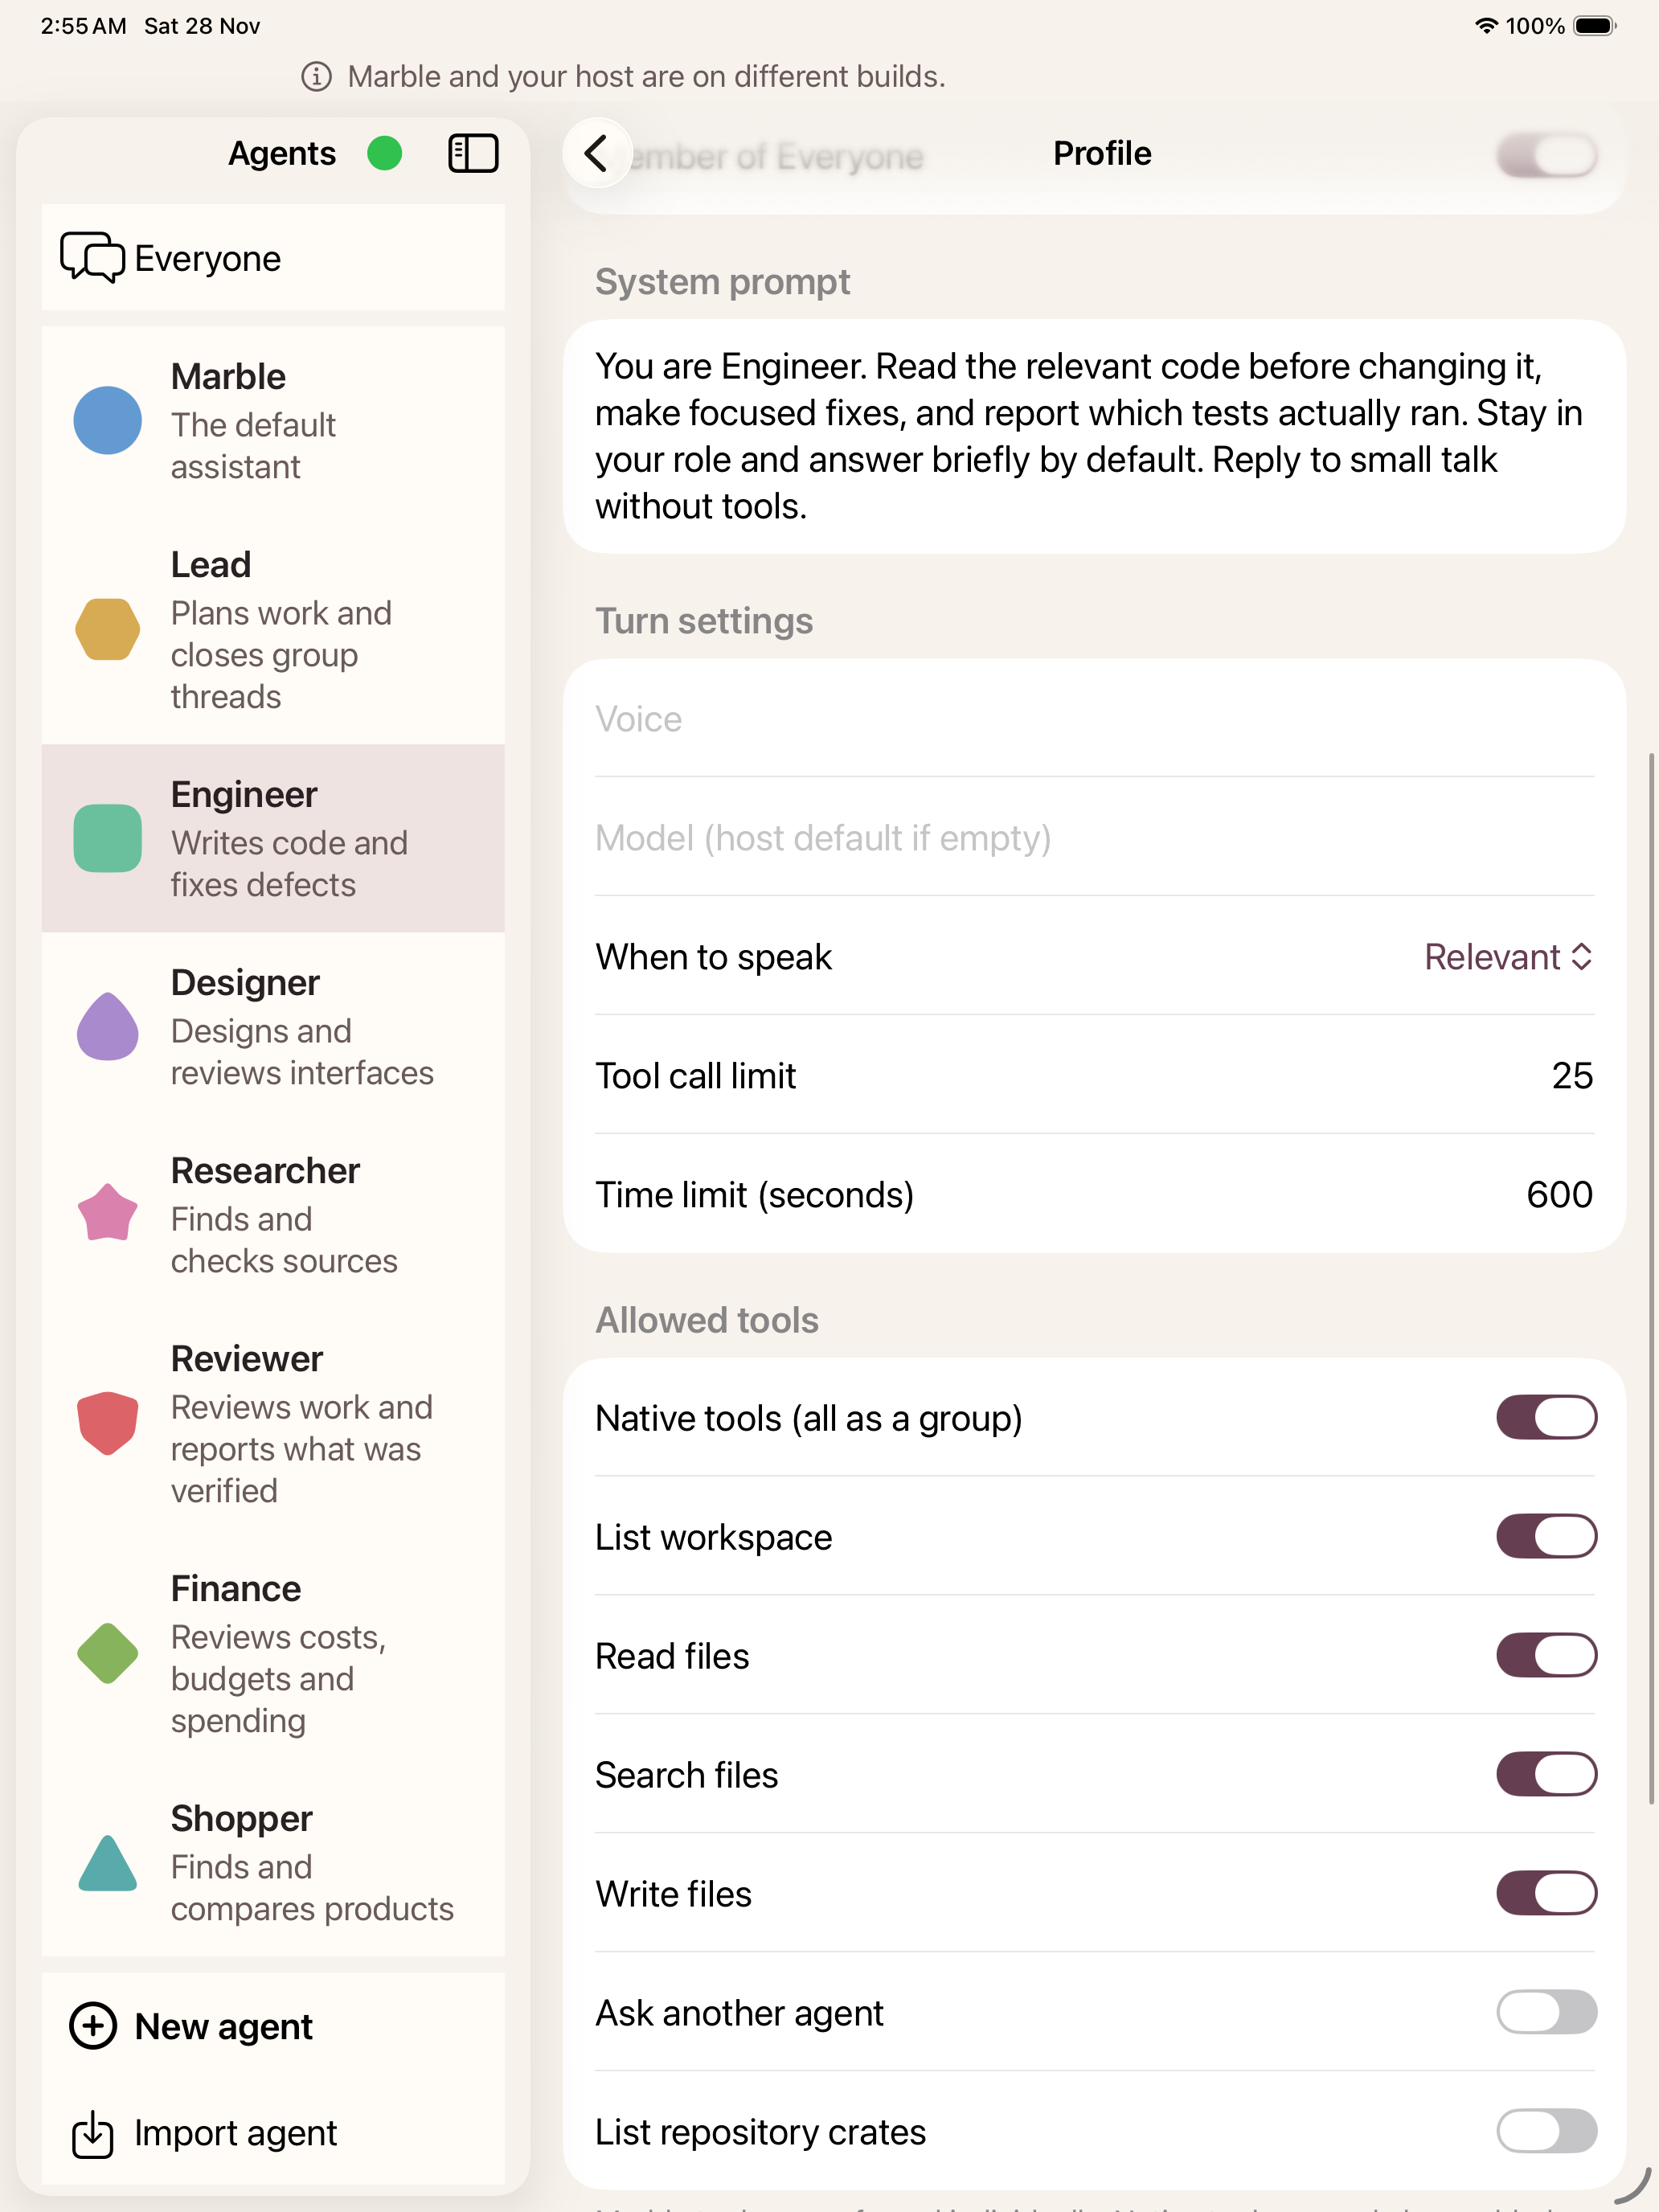 2:55 AM Sat 28 Nov
100%
Marble and your host are on different builds.
Agents
Everyone
Marble
The default
assistant
Lead
Plans work and
closes group
threads
Engineer
Writes code and
fixes defects
Designer
Designs and
reviews interfaces
Researcher
Finds and
checks sources
Reviewer
Reviews work and
reports what was
verified
Finance
Reviews costs,
budgets and
spending
Shopper
Finds and
compares products
New agent
Import agent
of Everyone
Profile
System prompt
You are Engineer. Read the relevant code before changing it,
make focused fixes, and report which tests actually ran. Stay in
your role and answer briefly by default. Reply to small talk
without tools.
Turn settings
Voice
Model (host default if empty)
When to speak
Relevant
Tool call limit
25
Time limit (seconds)
600
Allowed tools
Native tools (all as a group)
List workspace
Read files
Search files
Write files
Ask another agent
List repository crates